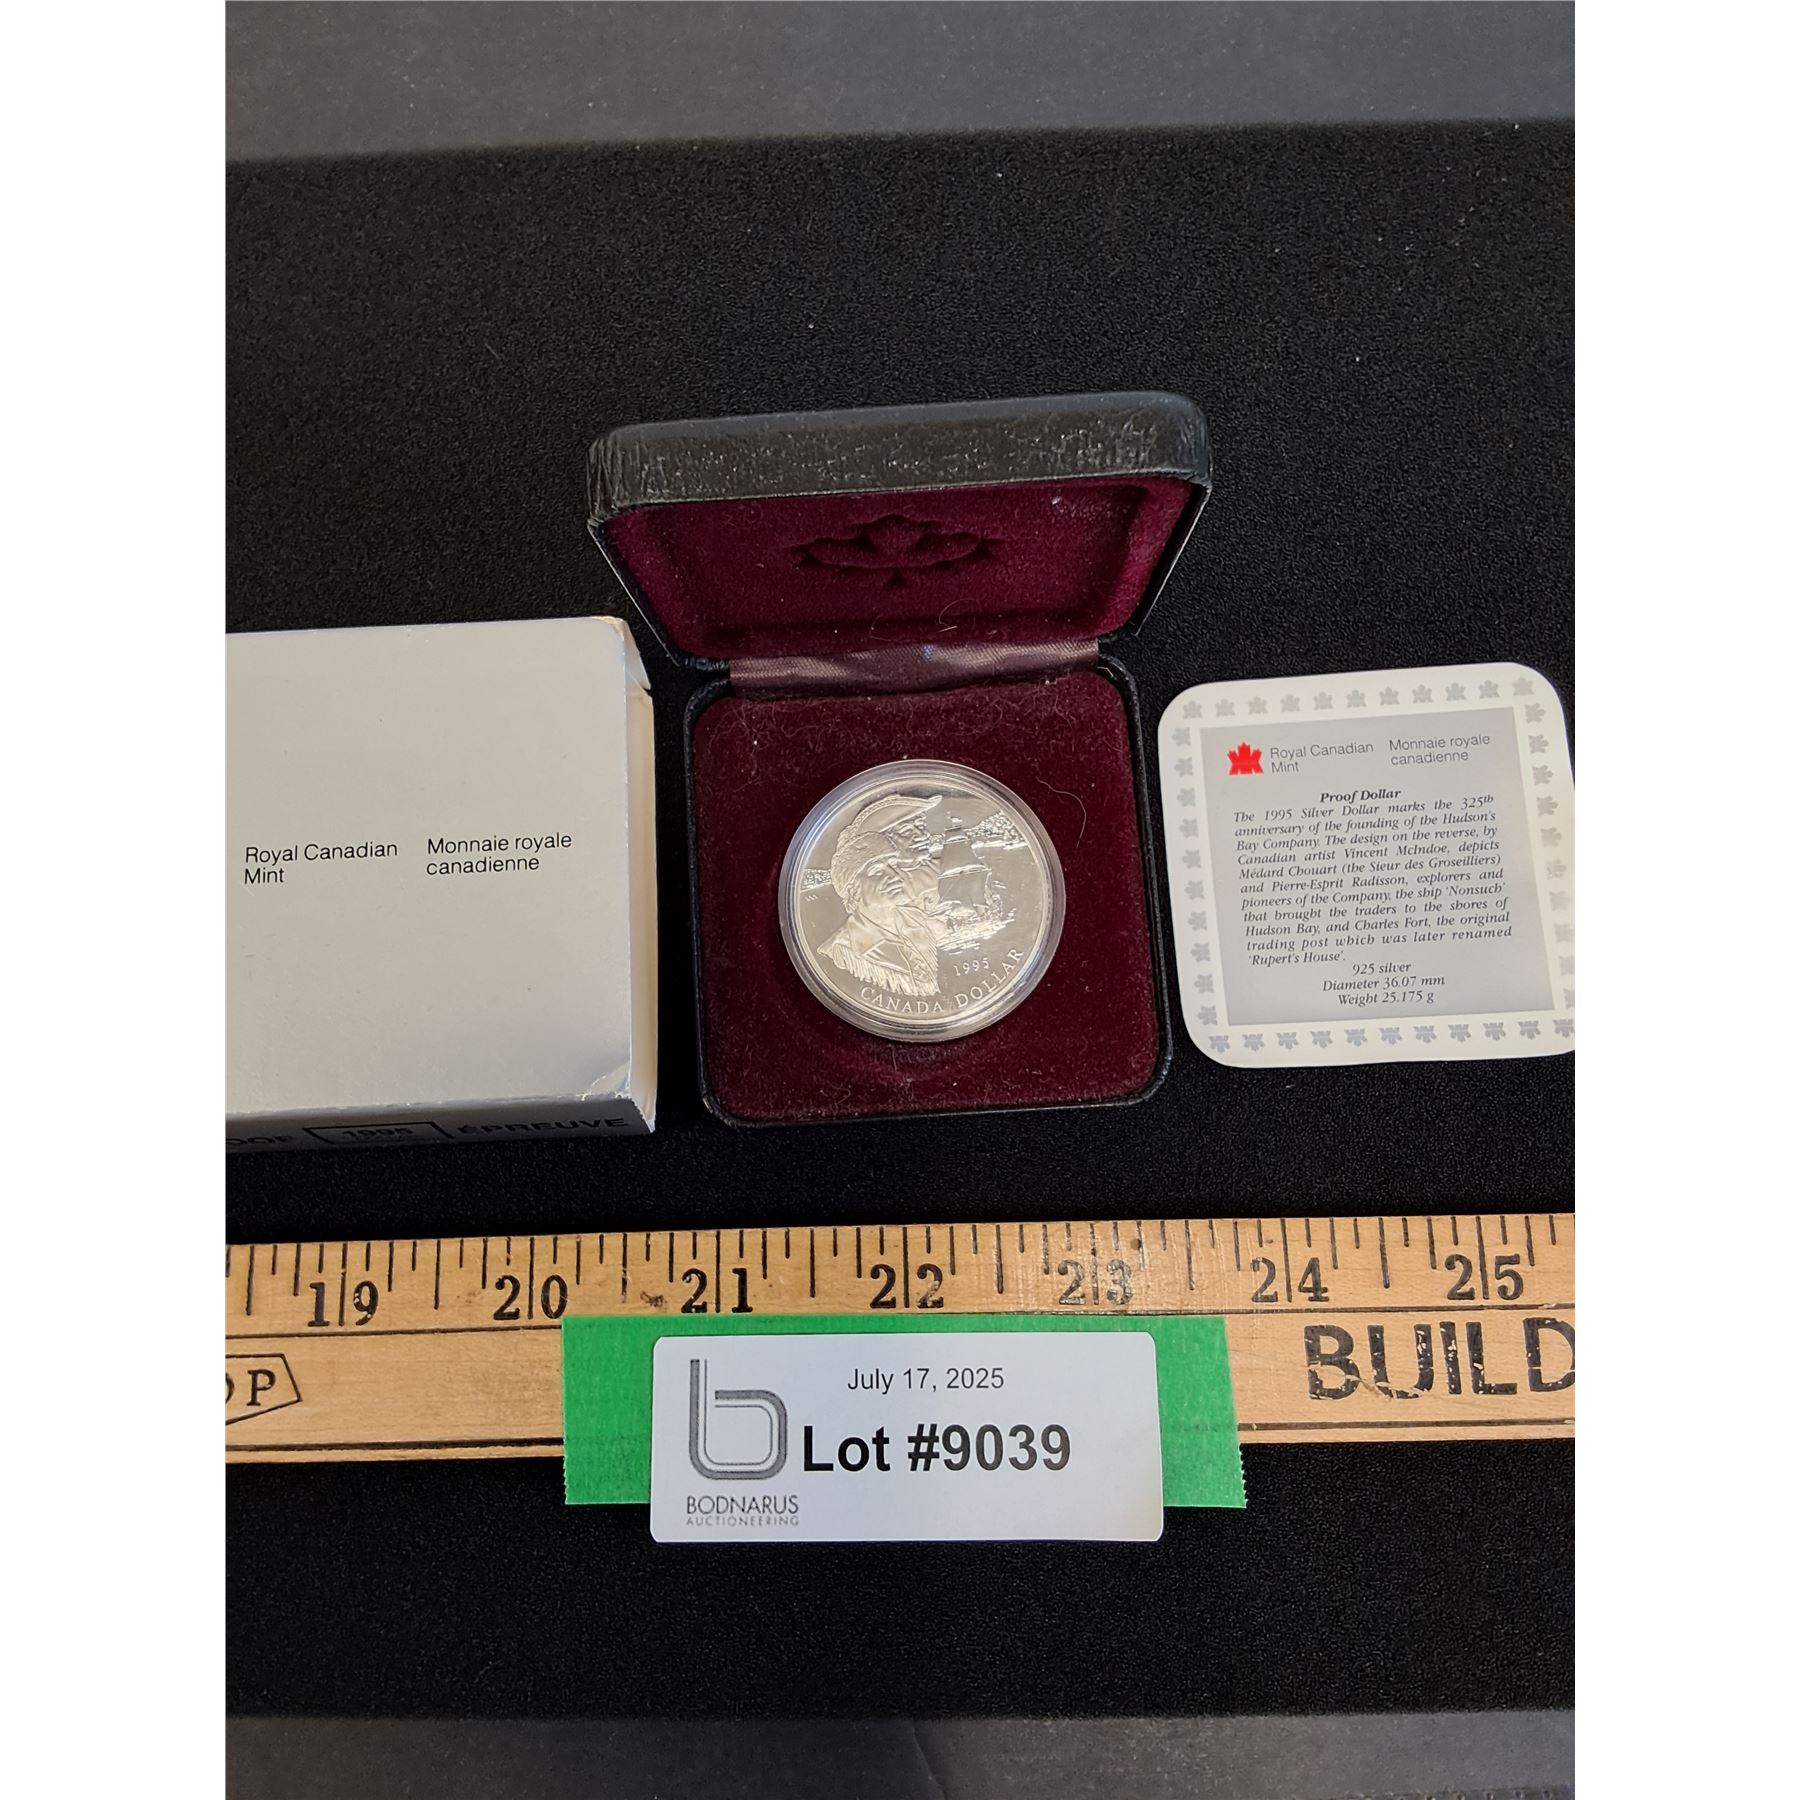 Royal Canadian Mint
Monnaie royale canadienne
1995 ÉPREUVE
1995
CANADA DOLLAR
Royal Canadian Mint
Monnaie royale canadienne
Proof Dollar
The 1995 Silver Dollar marks the 325th
anniversary of the founding of the Hudson's
Bay Company. The design on the reverse, by
Canadian artist Vincent McIndoe, depicts
Médard Chouart (the Sieur des Groseilliers)
and Pierre-Esprit Radisson, explorers and
pioneers of the Company, the ship 'Nonsuch'
that brought the traders to the shores of
Hudson Bay, and Charles Fort, the original
trading post which was later renamed
'Rupert's House'.
925 silver
Diameter 36.07 mm
Weight 25.175 g
19 20 21 22 23 24 25
OP
BUILD
July 17, 2025
Lot #9039
BODNARUS
AUCTIONEERING